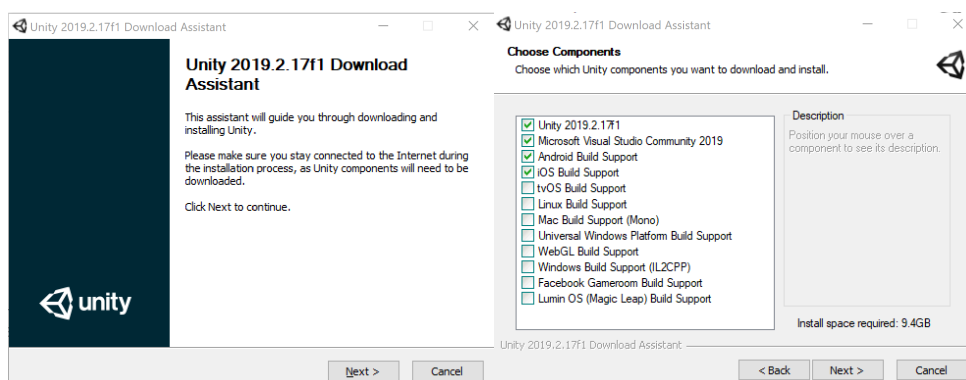 Unity 2019.2.17f1 Download Assistant
Unity 2019.2.17f1 Download
Assistant
This assistant will guide you through downloading and
installing Unity.
Please make sure you stay connected to the Internet during
the installation process, as Unity components will need to be
downloaded.
Click Next to continue.
unity
Next >
Cancel
Unity 2019.2.17f1 Download Assistant
Choose Components
Choose which Unity components you want to download and install.
Unity 2019.2.17f1
Microsoft Visual Studio Community 2019
Android Build Support
iOS Build Support
tvOS Build Support
Linux Build Support
Mac Build Support (Mono)
Universal Windows Platform Build Support
WebGL Build Support
Windows Build Support (IL2CPP)
Facebook Gameroom Build Support
Lumin OS (Magic Leap) Build Support
Description
Position your mouse over a
component to see its description.
Install space required: 9.4GB
Unity 2019.2.17f1 Download Assistant
< Back
Next >
Cancel